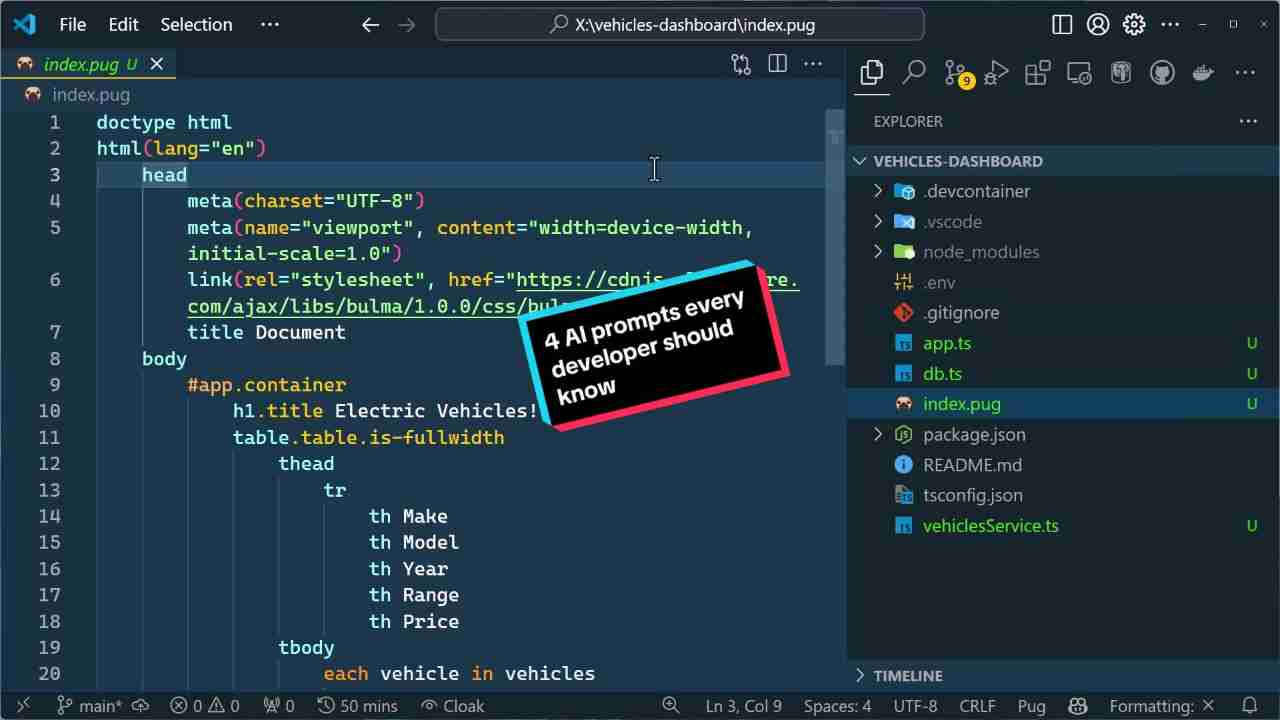 File Edit Selection ···
X:\vehicles-dashboard\index.pug
index.pug U
index.pug
1 doctype html
2 html(lang="en")
3 head
4 meta(charset="UTF-8")
5 meta(name="viewport", content="width=device-width,
initial-scale=1.0")
6 link(rel="stylesheet", href="https://cdnjs
com/ajax/libs/bulma/1.0.0/css/
7 title Document
8 body
9 #app.container
10 h1.title Electric Vehicles!
11 table.table.is-fullwidth
12 thead
13 tr
14 th Make
15 th Model
16 th Year
17 th Range
18 th Price
19 tbody
20 each vehicle in vehicles
4 AI prompts every
developer should
know
9
EXPLORER
VEHICLES-DASHBOARD
.devcontainer
.vscode
node_modules
.env
.gitignore
app.ts U
db.ts U
index.pug U
package.json
README.md
tsconfig.json
vehiclesService.ts U
TIMELINE
main* 0 0 0 50 mins Cloak Ln 3, Col 9 Spaces: 4 UTF-8 CRLF Pug Formatting: ×